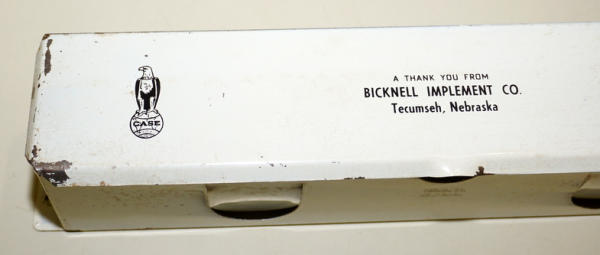 CASE
A THANK YOU FROM
BICKNELL IMPLEMENT CO.
Tecumseh, Nebraska